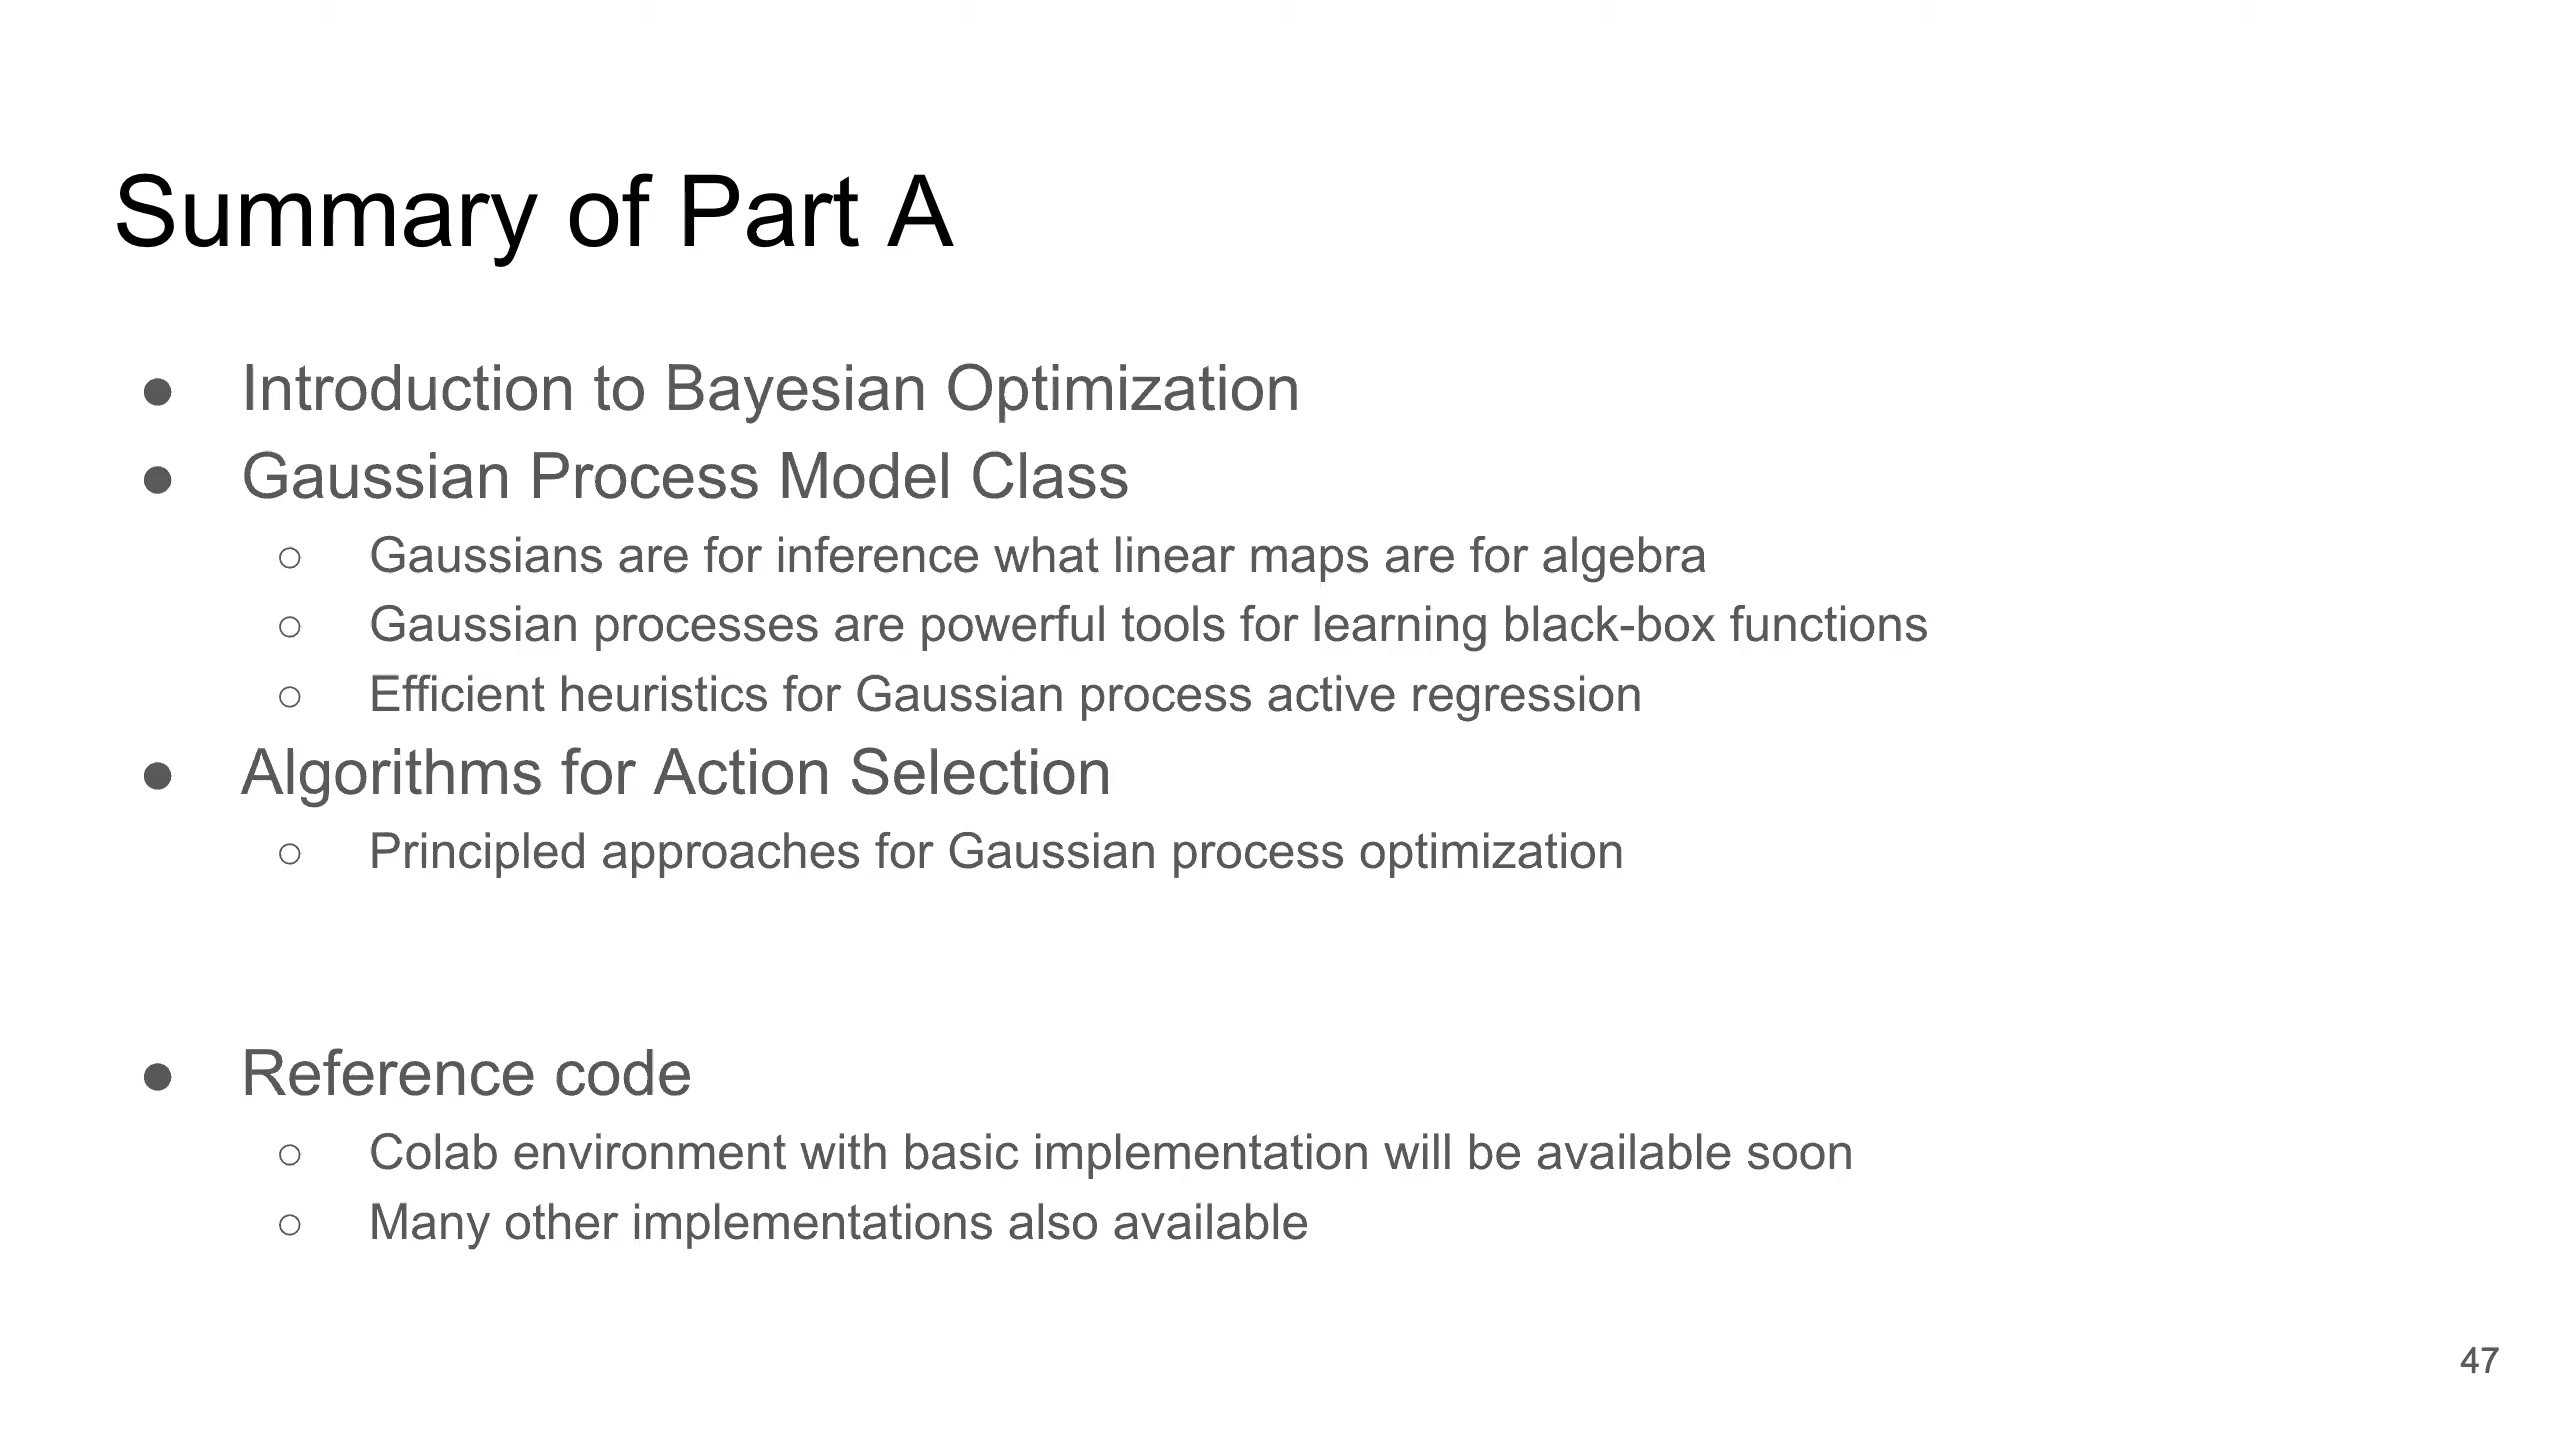 Summary of Part A
● Introduction to Bayesian Optimization
● Gaussian Process Model Class
○ Gaussians are for inference what linear maps are for algebra
○ Gaussian processes are powerful tools for learning black-box functions
○ Efficient heuristics for Gaussian process active regression
● Algorithms for Action Selection
○ Principled approaches for Gaussian process optimization
● Reference code
○ Colab environment with basic implementation will be available soon
○ Many other implementations also available
47